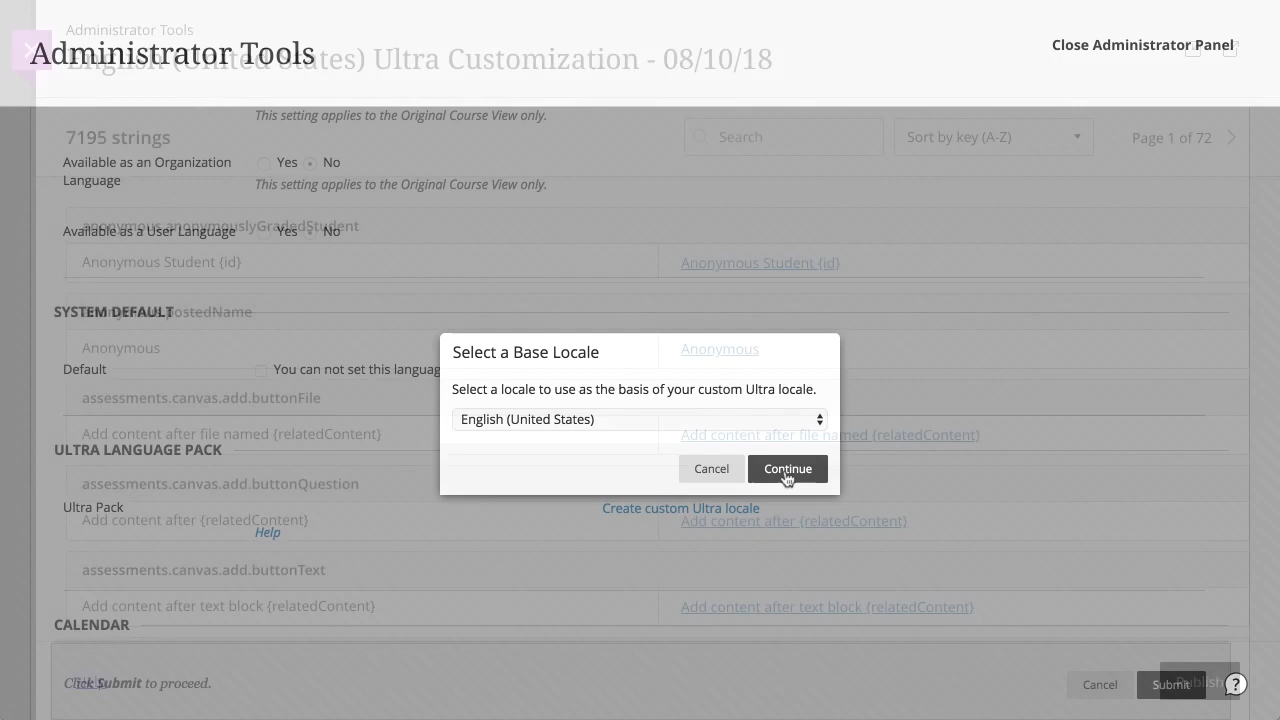 Administrator Tools
Administrator Tools
Close Administrator Panel
English (United States) Ultra Customization - 08/10/18
This setting applies to the Original Course View only.
7195 strings
Search
Sort by key (A-Z)
Page 1 of 72
Available as an Organization Language
Yes No
This setting applies to the Original Course View only.
anonymous.anonymouslyGradedStudent
Available as a User Language
Yes No
Anonymous Student {id}
Anonymous Student {id}
SYSTEM DEFAULT
anonymous.postedName
Anonymous
Anonymous
Select a Base Locale
Default
You can not set this languag
Select a locale to use as the basis of your custom Ultra locale.
assessments.canvas.add.buttonFile
English (United States)
Add content after file named {relatedContent}
Add content after file named {relatedContent}
ULTRA LANGUAGE PACK
Cancel
Continue
assessments.canvas.add.buttonQuestion
Ultra Pack
Create custom Ultra locale
Add content after {relatedContent}
Add content after {relatedContent}
Help
assessments.canvas.add.buttonText
Add content after text block {relatedContent}
Add content after text block {relatedContent}
CALENDAR
Click Submit to proceed.
Cancel
Submit
Publish
?